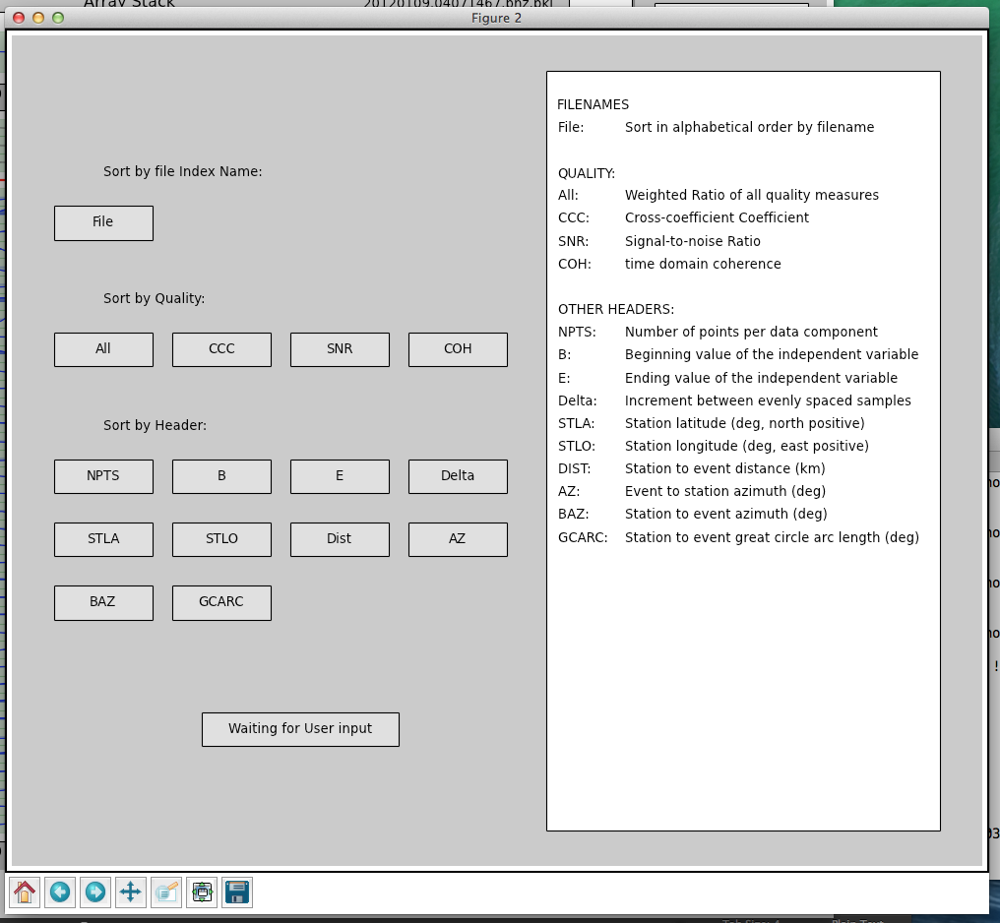 Array Stack
20120109.04071467.bhz.pkl
Figure 2
Sort by file Index Name:
File
Sort by Quality:
All CCC SNR COH
Sort by Header:
NPTS B E Delta
STLA STLO Dist AZ
BAZ GCARC
Waiting for User input
FILENAMES
File: Sort in alphabetical order by filename
QUALITY:
All: Weighted Ratio of all quality measures
CCC: Cross-coefficient Coefficient
SNR: Signal-to-noise Ratio
COH: time domain coherence
OTHER HEADERS:
NPTS: Number of points per data component
B: Beginning value of the independent variable
E: Ending value of the independent variable
Delta: Increment between evenly spaced samples
STLA: Station latitude (deg, north positive)
STLO: Station longitude (deg, east positive)
DIST: Station to event distance (km)
AZ: Event to station azimuth (deg)
BAZ: Station to event azimuth (deg)
GCARC: Station to event great circle arc length (deg)